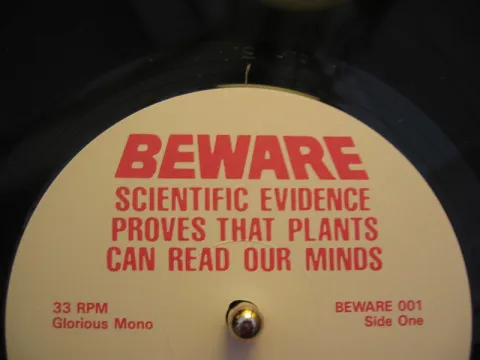 BEWARE
SCIENTIFIC EVIDENCE
PROVES THAT PLANTS
CAN READ OUR MINDS
33 RPM
Glorious Mono
BEWARE 001
Side One